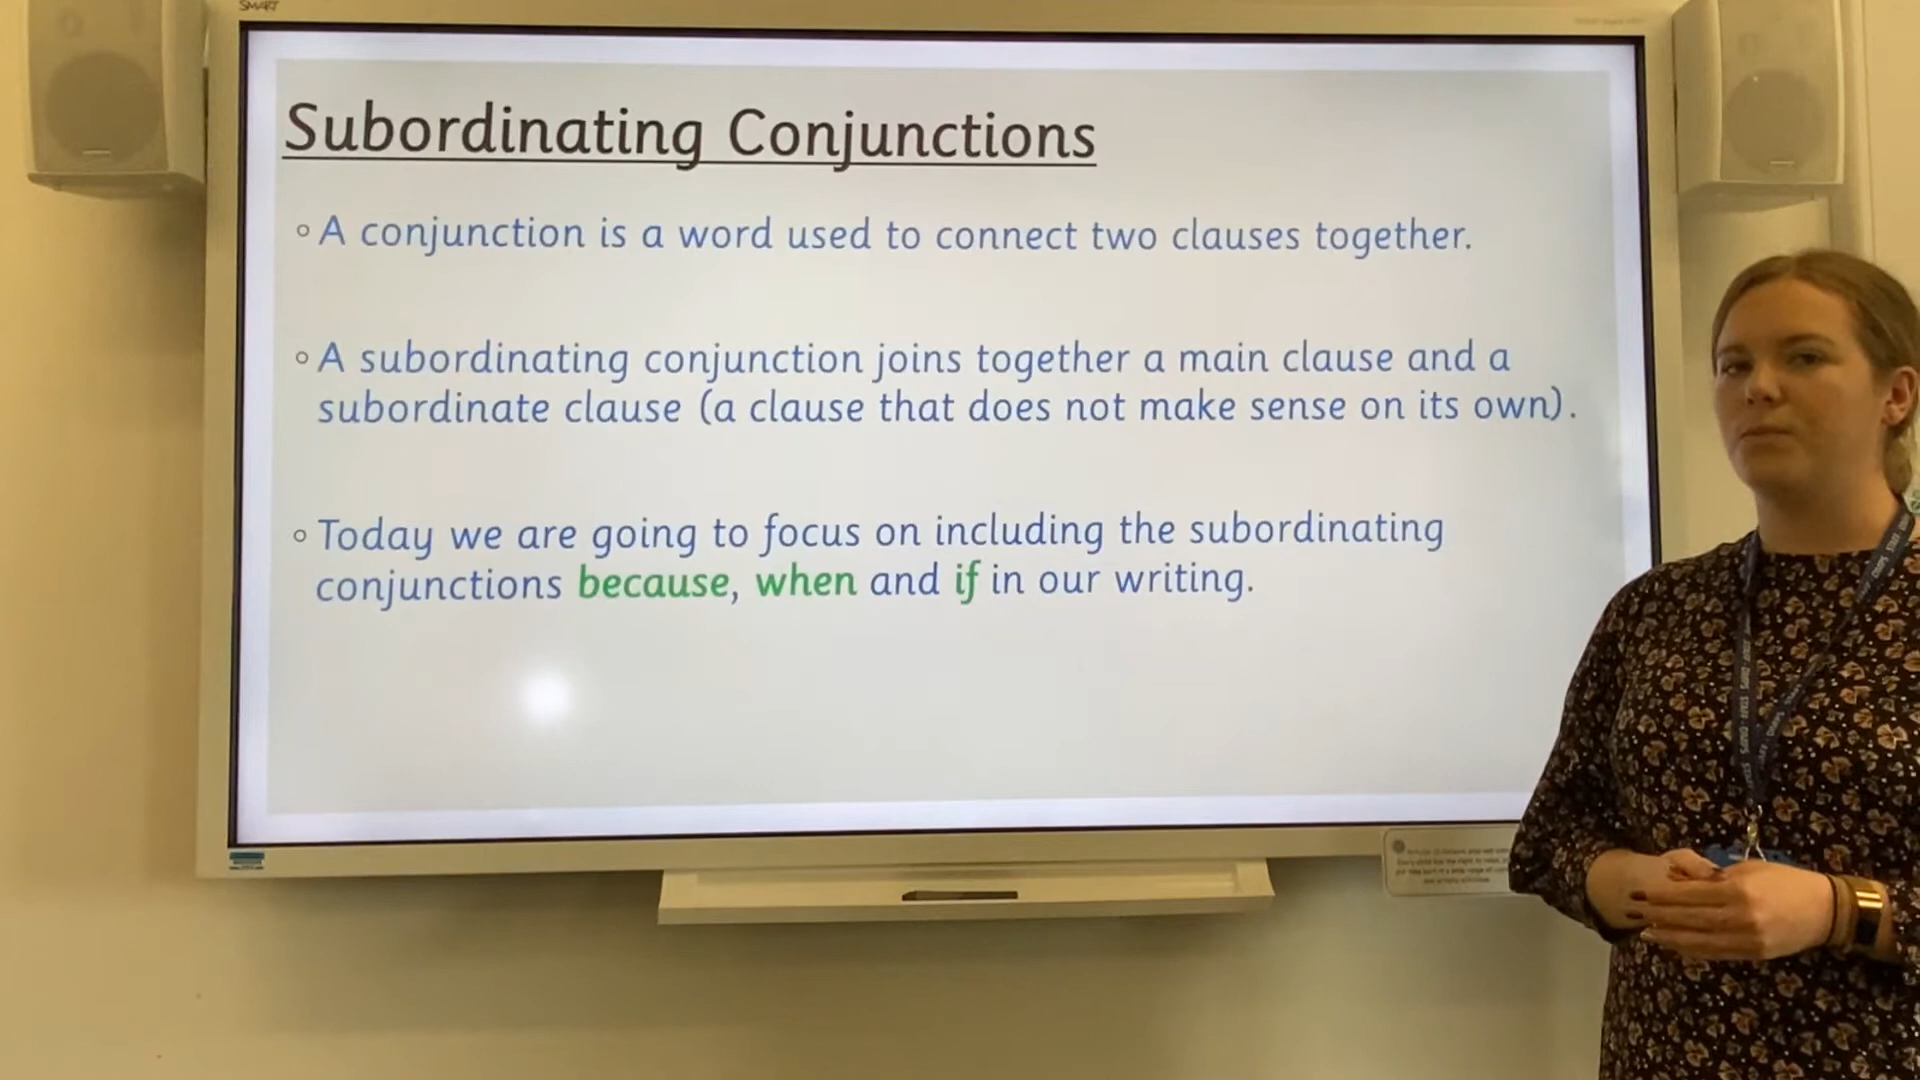 SMART
Subordinating Conjunctions
◦ A conjunction is a word used to connect two clauses together.
◦ A subordinating conjunction joins together a main clause and a
subordinate clause (a clause that does not make sense on its own).
◦ Today we are going to focus on including the subordinating
conjunctions because, when and if in our writing.